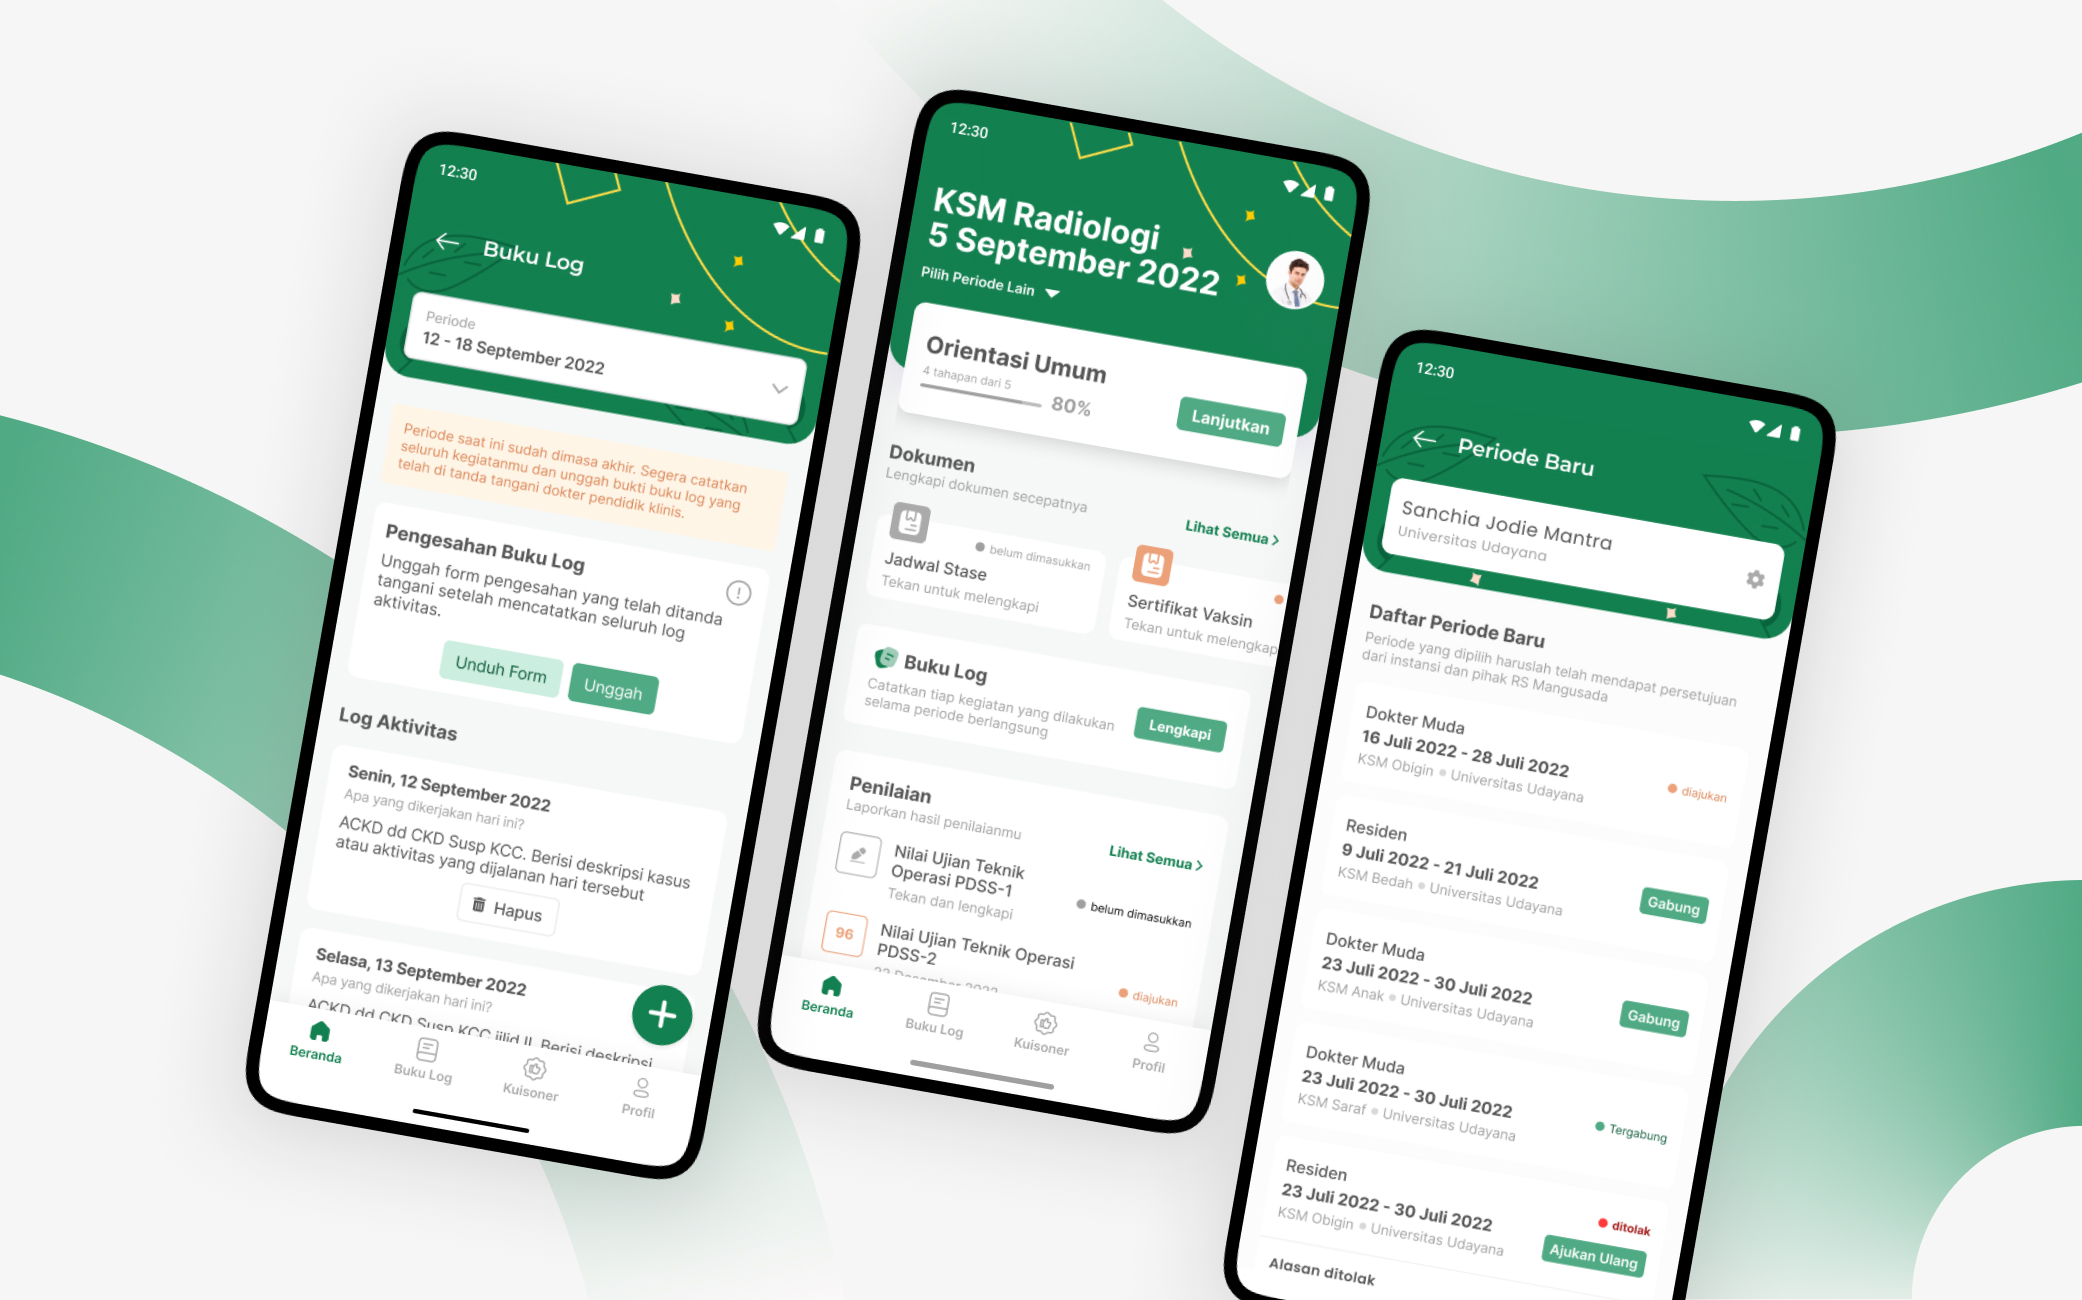 12:30
Buku Log
Periode
12 - 18 September 2022
Periode saat ini sudah dimasa akhir. Segera catatkan
seluruh kegiatanmu dan unggah bukti buku log yang
telah di tanda tangani dokter pendidik klinis.
Pengesahan Buku Log
Unggah form pengesahan yang telah ditanda
tangani setelah mencatatkan seluruh log
aktivitas.
Unduh Form
Unggah
Log Aktivitas
Senin, 12 September 2022
Apa yang dikerjakan hari ini?
ACKD dd CKD Susp KCC. Berisi deskripsi kasus
atau aktivitas yang dijalanan hari tersebut
Hapus
Selasa, 13 September 2022
Apa yang dikerjakan hari ini?
ACKD dd CKD Susp KCC jilid II. Berisi deskripsi
Beranda
Buku Log
Kuisoner
Profil
12:30
KSM Radiologi
5 September 2022
Pilih Periode Lain
Orientasi Umum
4 tahapan dari 5
80%
Lanjutkan
Dokumen
Lengkapi dokumen secepatnya
Lihat Semua
belum dimasukkan
Jadwal Stase
Tekan untuk melengkapi
Sertifikat Vaksin
Tekan untuk melengkap
Buku Log
Catatkan tiap kegiatan yang dilakukan
selama periode berlangsung
Lengkapi
Penilaian
Laporkan hasil penilaianmu
Lihat Semua
Nilai Ujian Teknik
Operasi PDSS-1
Tekan dan lengkapi
belum dimasukkan
96
Nilai Ujian Teknik Operasi
PDSS-2
Desember 2022
diajukan
Beranda
Buku Log
Kuisoner
Profil
12:30
Periode Baru
Sanchia Jodie Mantra
Universitas Udayana
Daftar Periode Baru
Periode yang dipilih haruslah telah mendapat persetujuan
dari instansi dan pihak RS Mangusada
Dokter Muda
16 Juli 2022 - 28 Juli 2022
KSM Obigin Universitas Udayana
diajukan
Residen
9 Juli 2022 - 21 Juli 2022
KSM Bedah Universitas Udayana
Gabung
Dokter Muda
23 Juli 2022 - 30 Juli 2022
KSM Anak Universitas Udayana
Gabung
Dokter Muda
23 Juli 2022 - 30 Juli 2022
KSM Saraf Universitas Udayana
Tergabung
Residen
23 Juli 2022 - 30 Juli 2022
KSM Obigin Universitas Udayana
ditolak
Ajukan Ulang
Alasan ditolak